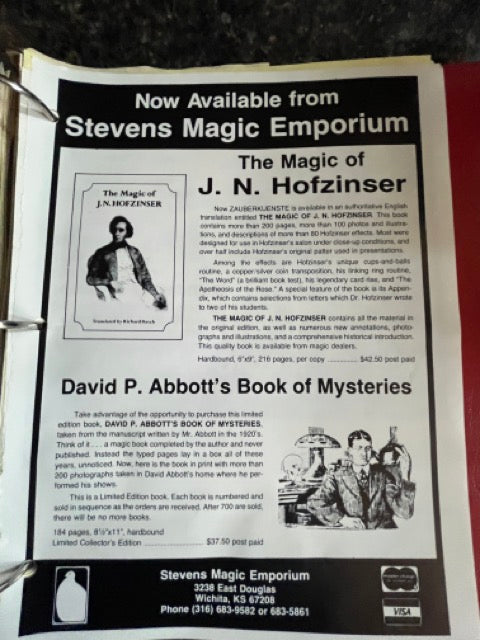 Now Available from
Stevens Magic Emporium
The Magic of
J. N. Hofzinser
The Magic of
J. N. HOFZINSER
Translated by Richard Hatch
Now ZAUBERKUENSTE is available in an authoritative English
translation entitled THE MAGIC OF J. N. HOFZINSER. This book
contains more than 200 pages, more than 100 photos and illustra-
tions, and descriptions of more than 60 Hofzinser effects. Most were
designed for use in Hofzinser's salon under close-up conditions, and
over half include Hofzinser's original patter used in presentations.
Among the effects are Hofzinser's unique cups-and-balls
routine, a copper/silver coin transposition, his linking ring routine,
"The Word" (a brilliant book test), his legendary card rise, and "The
Apotheosis of the Rose." A special feature of the book is its Appen-
dix, which contains selections from letters which Dr. Hofzinser wrote
to two of his students.
THE MAGIC OF J. N. HOFZINSER contains all the material in
the original edition, as well as numerous new annotations, photo-
graphs and illustrations, and a comprehensive historical introduction.
This quality book is available from magic dealers.
Hardbound, 6"x9", 216 pages, per copy ............ $42.50 post paid
David P. Abbott's Book of Mysteries
Take advantage of the opportunity to purchase this limited
edition book, DAVID P. ABBOTT'S BOOK OF MYSTERIES,
taken from the manuscript written by Mr. Abbott in the 1920's.
Think of it . . . a magic book completed by the author and never
published. Instead the typed pages lay in a box all of these
years, unnoticed. Now, here is the book in print with more than
200 photographs taken in David Abbott's home where he per-
formed his shows.
This is a Limited Edition book. Each book is numbered and
sold in sequence as the orders are received. After 700 are sold,
there will be no more books.
184 pages, 8½"x11", hardbound
Limited Collector's Edition ........................ $37.50 post paid
Stevens Magic Emporium
3238 East Douglas
Wichita, KS 67208
Phone (316) 683-9582 or 683-5861
master charge
VISA